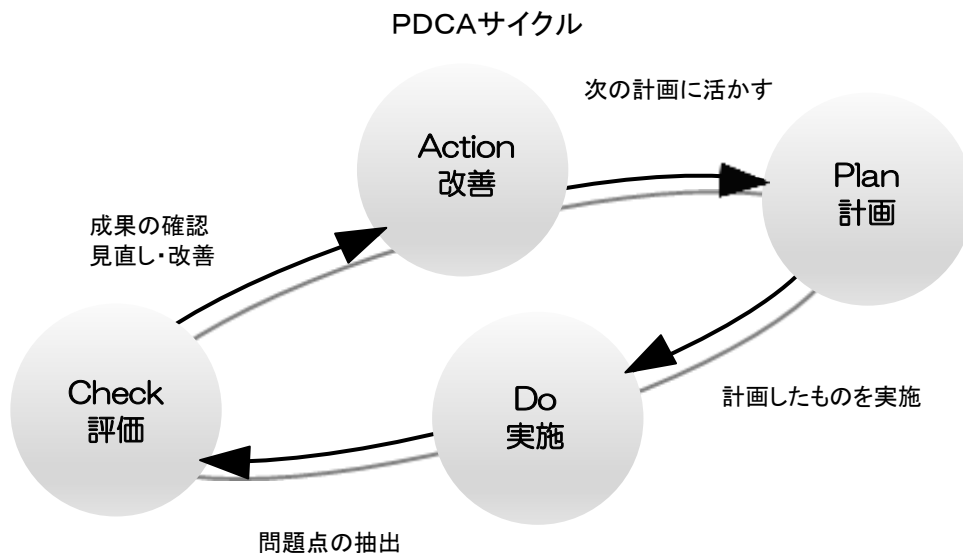 PDCAサイクル
次の計画に活かす
Action
改善
Plan
計画
成果の確認
見直し・改善
Check
評価
Do
実施
計画したものを実施
問題点の抽出